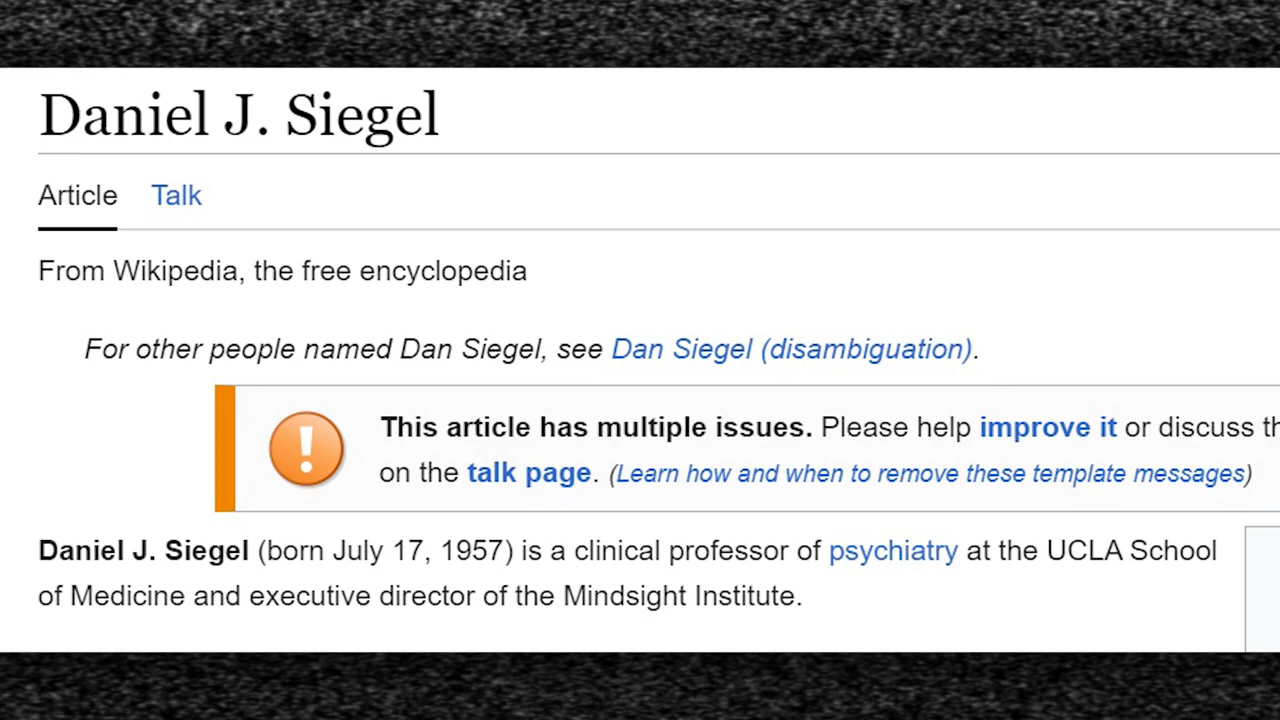 Daniel J. Siegel
Article Talk
From Wikipedia, the free encyclopedia
For other people named Dan Siegel, see Dan Siegel (disambiguation).
This article has multiple issues. Please help improve it or discuss
on the talk page. (Learn how and when to remove these template messages)
Daniel J. Siegel (born July 17, 1957) is a clinical professor of psychiatry at the UCLA School
of Medicine and executive director of the Mindsight Institute.